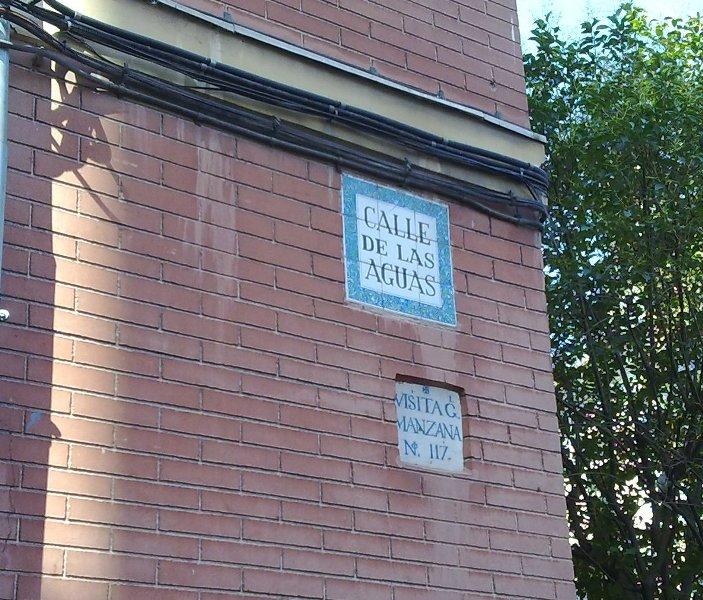 CALLE
DE LAS
AGUAS
VISITA G.
MANZANA
Nº. 117.